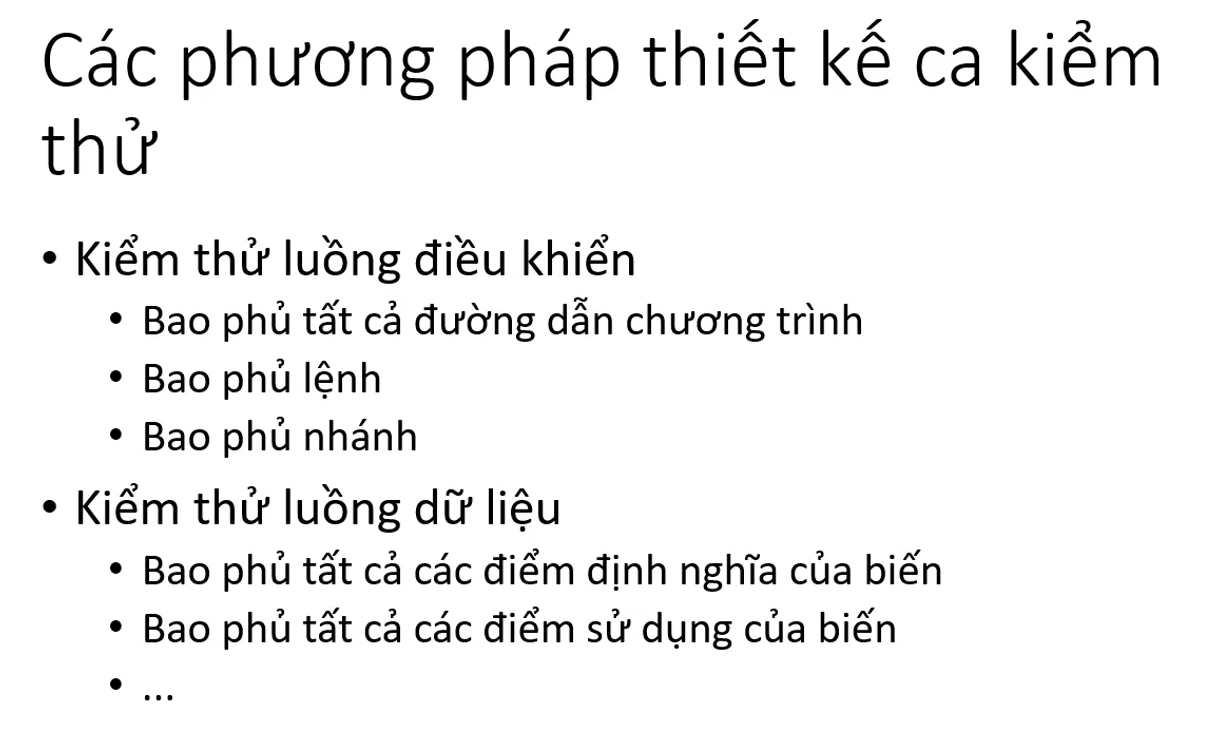 Các phương pháp thiết kế ca kiểm
thử
• Kiểm thử luồng điều khiển
• Bao phủ tất cả đường dẫn chương trình
• Bao phủ lệnh
• Bao phủ nhánh
• Kiểm thử luồng dữ liệu
• Bao phủ tất cả các điểm định nghĩa của biến
• Bao phủ tất cả các điểm sử dụng của biến
• ...